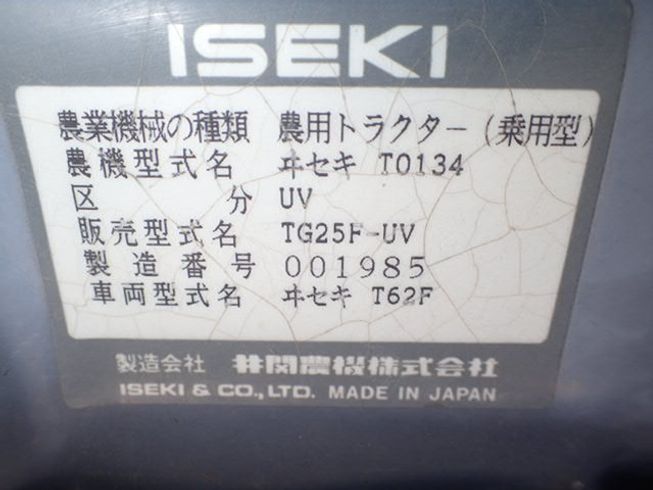 ISEKI
農業機械の種類 農用トラクター(乗用型)
農機型式名 ヰセキ T0134
区分 UV
販売型式名 TG25F-UV
製造番号 001985
車両型式名 ヰセキ T62F
製造会社 井関農機株式会社
ISEKI & CO., LTD. MADE IN JAPAN